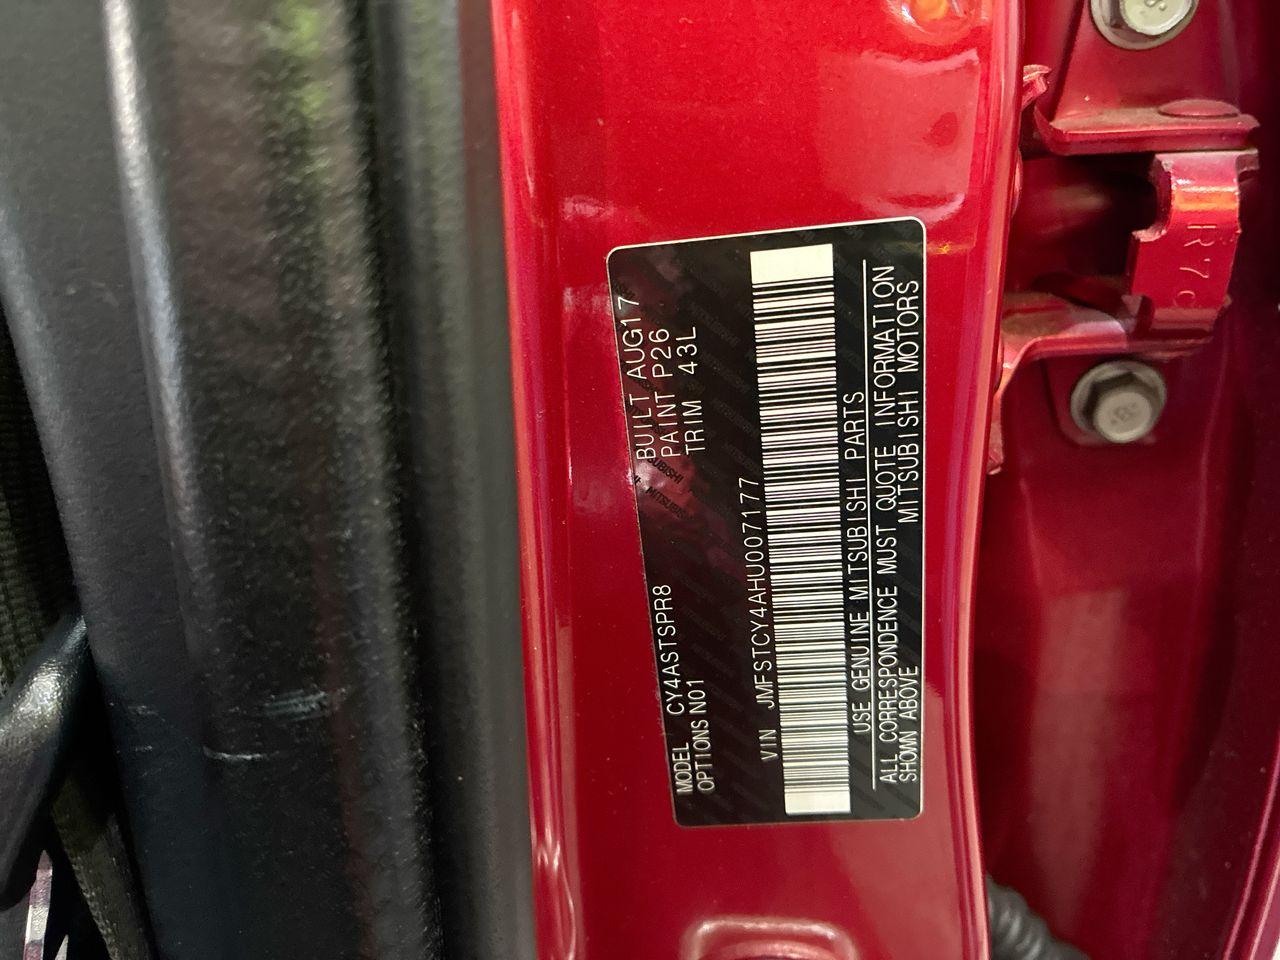 MODEL CY4ASTSPR8 BUILT AUG17
OPTIONS N01 PAINT P26
TRIM 43L
VIN JMFSTCY4AHU007177
USE GENUINE MITSUBISHI PARTS
ALL CORRESPONDENCE MUST QUOTE INFORMATION
SHOWN ABOVE MITSUBISHI MOTORS